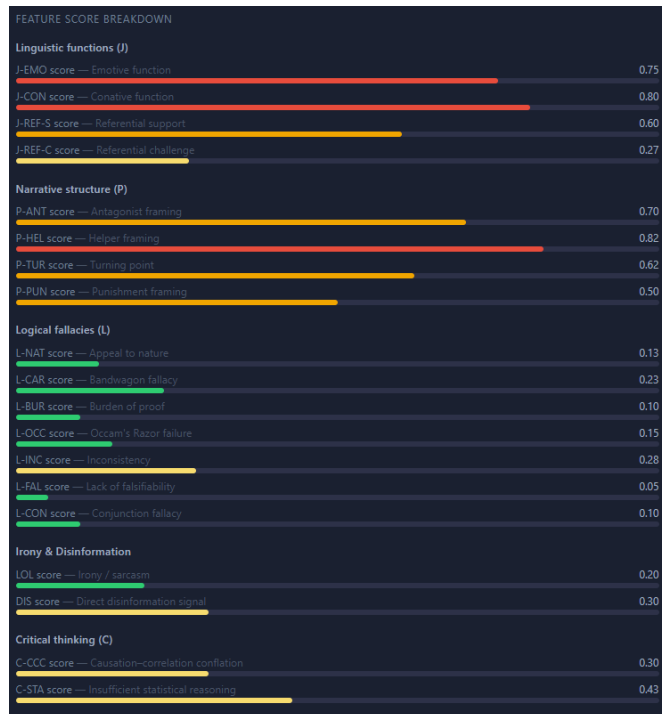 FEATURE SCORE BREAKDOWN
Linguistic functions (J)
J-EMO score — Emotive function 0.75
J-CON score — Conative function 0.80
J-REF-S score — Referential support 0.60
J-REF-C score — Referential challenge 0.27
Narrative structure (P)
P-ANT score — Antagonist framing 0.70
P-HEL score — Helper framing 0.82
P-TUR score — Turning point 0.62
P-PUN score — Punishment framing 0.50
Logical fallacies (L)
L-NAT score — Appeal to nature 0.13
L-CAR score — Bandwagon fallacy 0.23
L-BUR score — Burden of proof 0.10
L-OCC score — Occam's Razor failure 0.15
L-INC score — Inconsistency 0.28
L-FAL score — Lack of falsifiability 0.05
L-CON score — Conjunction fallacy 0.10
Irony & Disinformation
LOL score — Irony / sarcasm 0.20
DIS score — Direct disinformation signal 0.30
Critical thinking (C)
C-CCC score — Causation–correlation conflation 0.30
C-STA score — Insufficient statistical reasoning 0.43